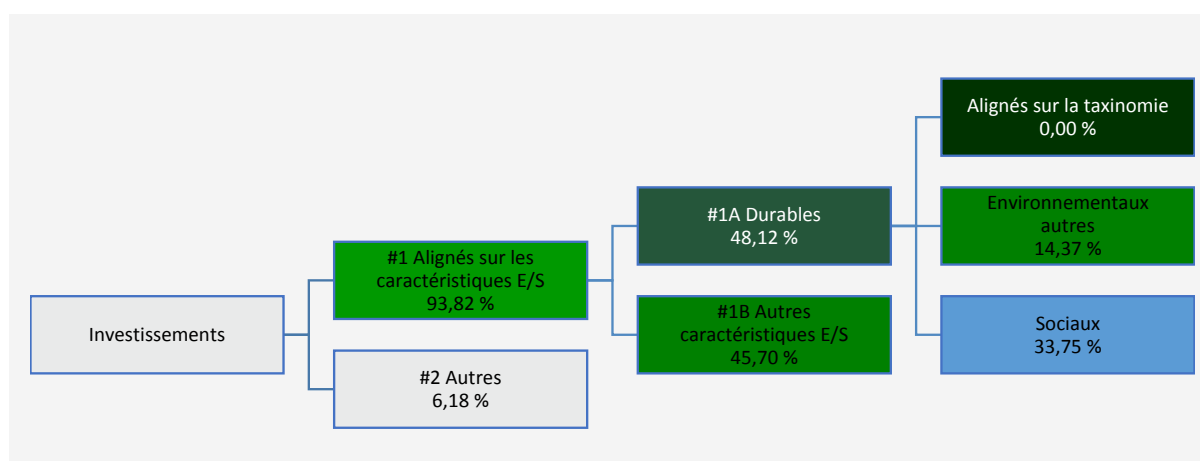 Investissements
#1 Alignés sur les
caractéristiques E/S
93,82 %
#2 Autres
6,18 %
#1A Durables
48,12 %
#1B Autres
caractéristiques E/S
45,70 %
Alignés sur la taxinomie
0,00 %
Environnementaux
autres
14,37 %
Sociaux
33,75 %